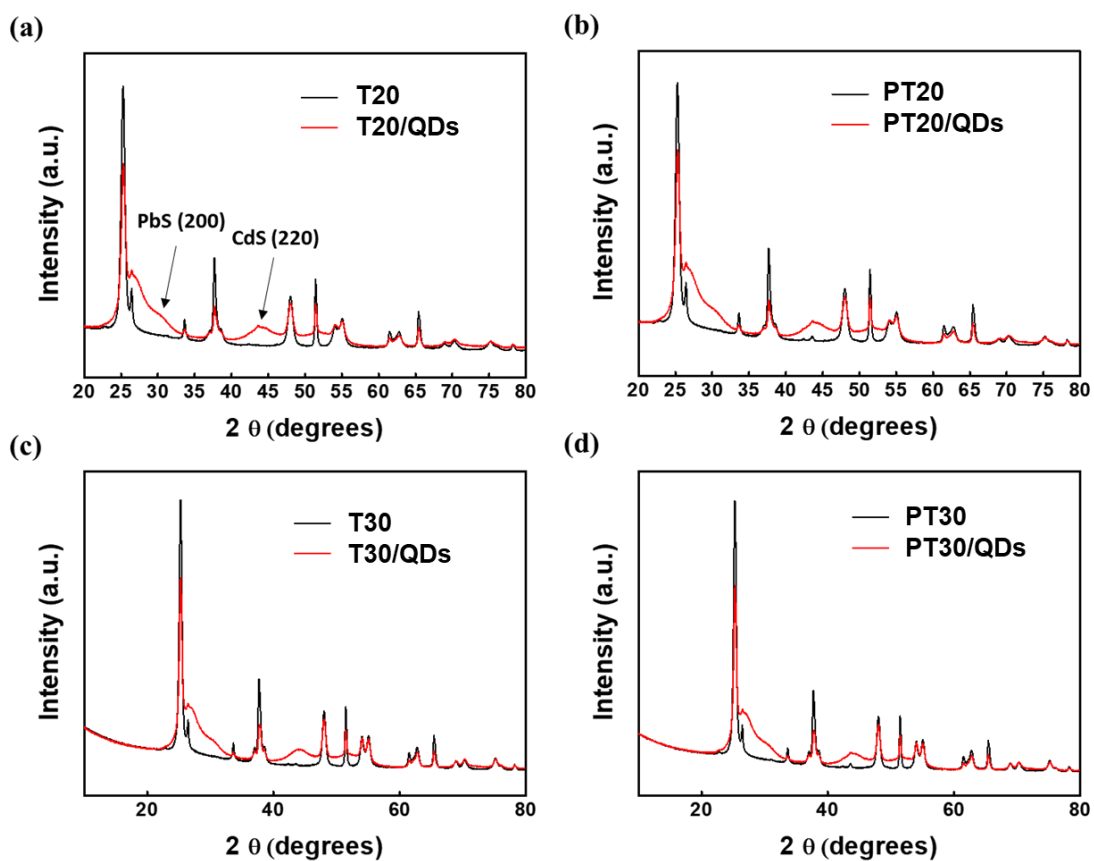 (a)
T20
T20/QDs
PbS (200)
CdS (220)
Intensity (a.u.)
20 25 30 35 40 45 50 55 60 65 70 75 80
2 θ (degrees)
(b)
PT20
PT20/QDs
Intensity (a.u.)
20 25 30 35 40 45 50 55 60 65 70 75 80
2 θ (degrees)
(c)
T30
T30/QDs
Intensity (a.u.)
20 40 60 80
2 θ (degrees)
(d)
PT30
PT30/QDs
Intensity (a.u.)
20 40 60 80
2 θ (degrees)